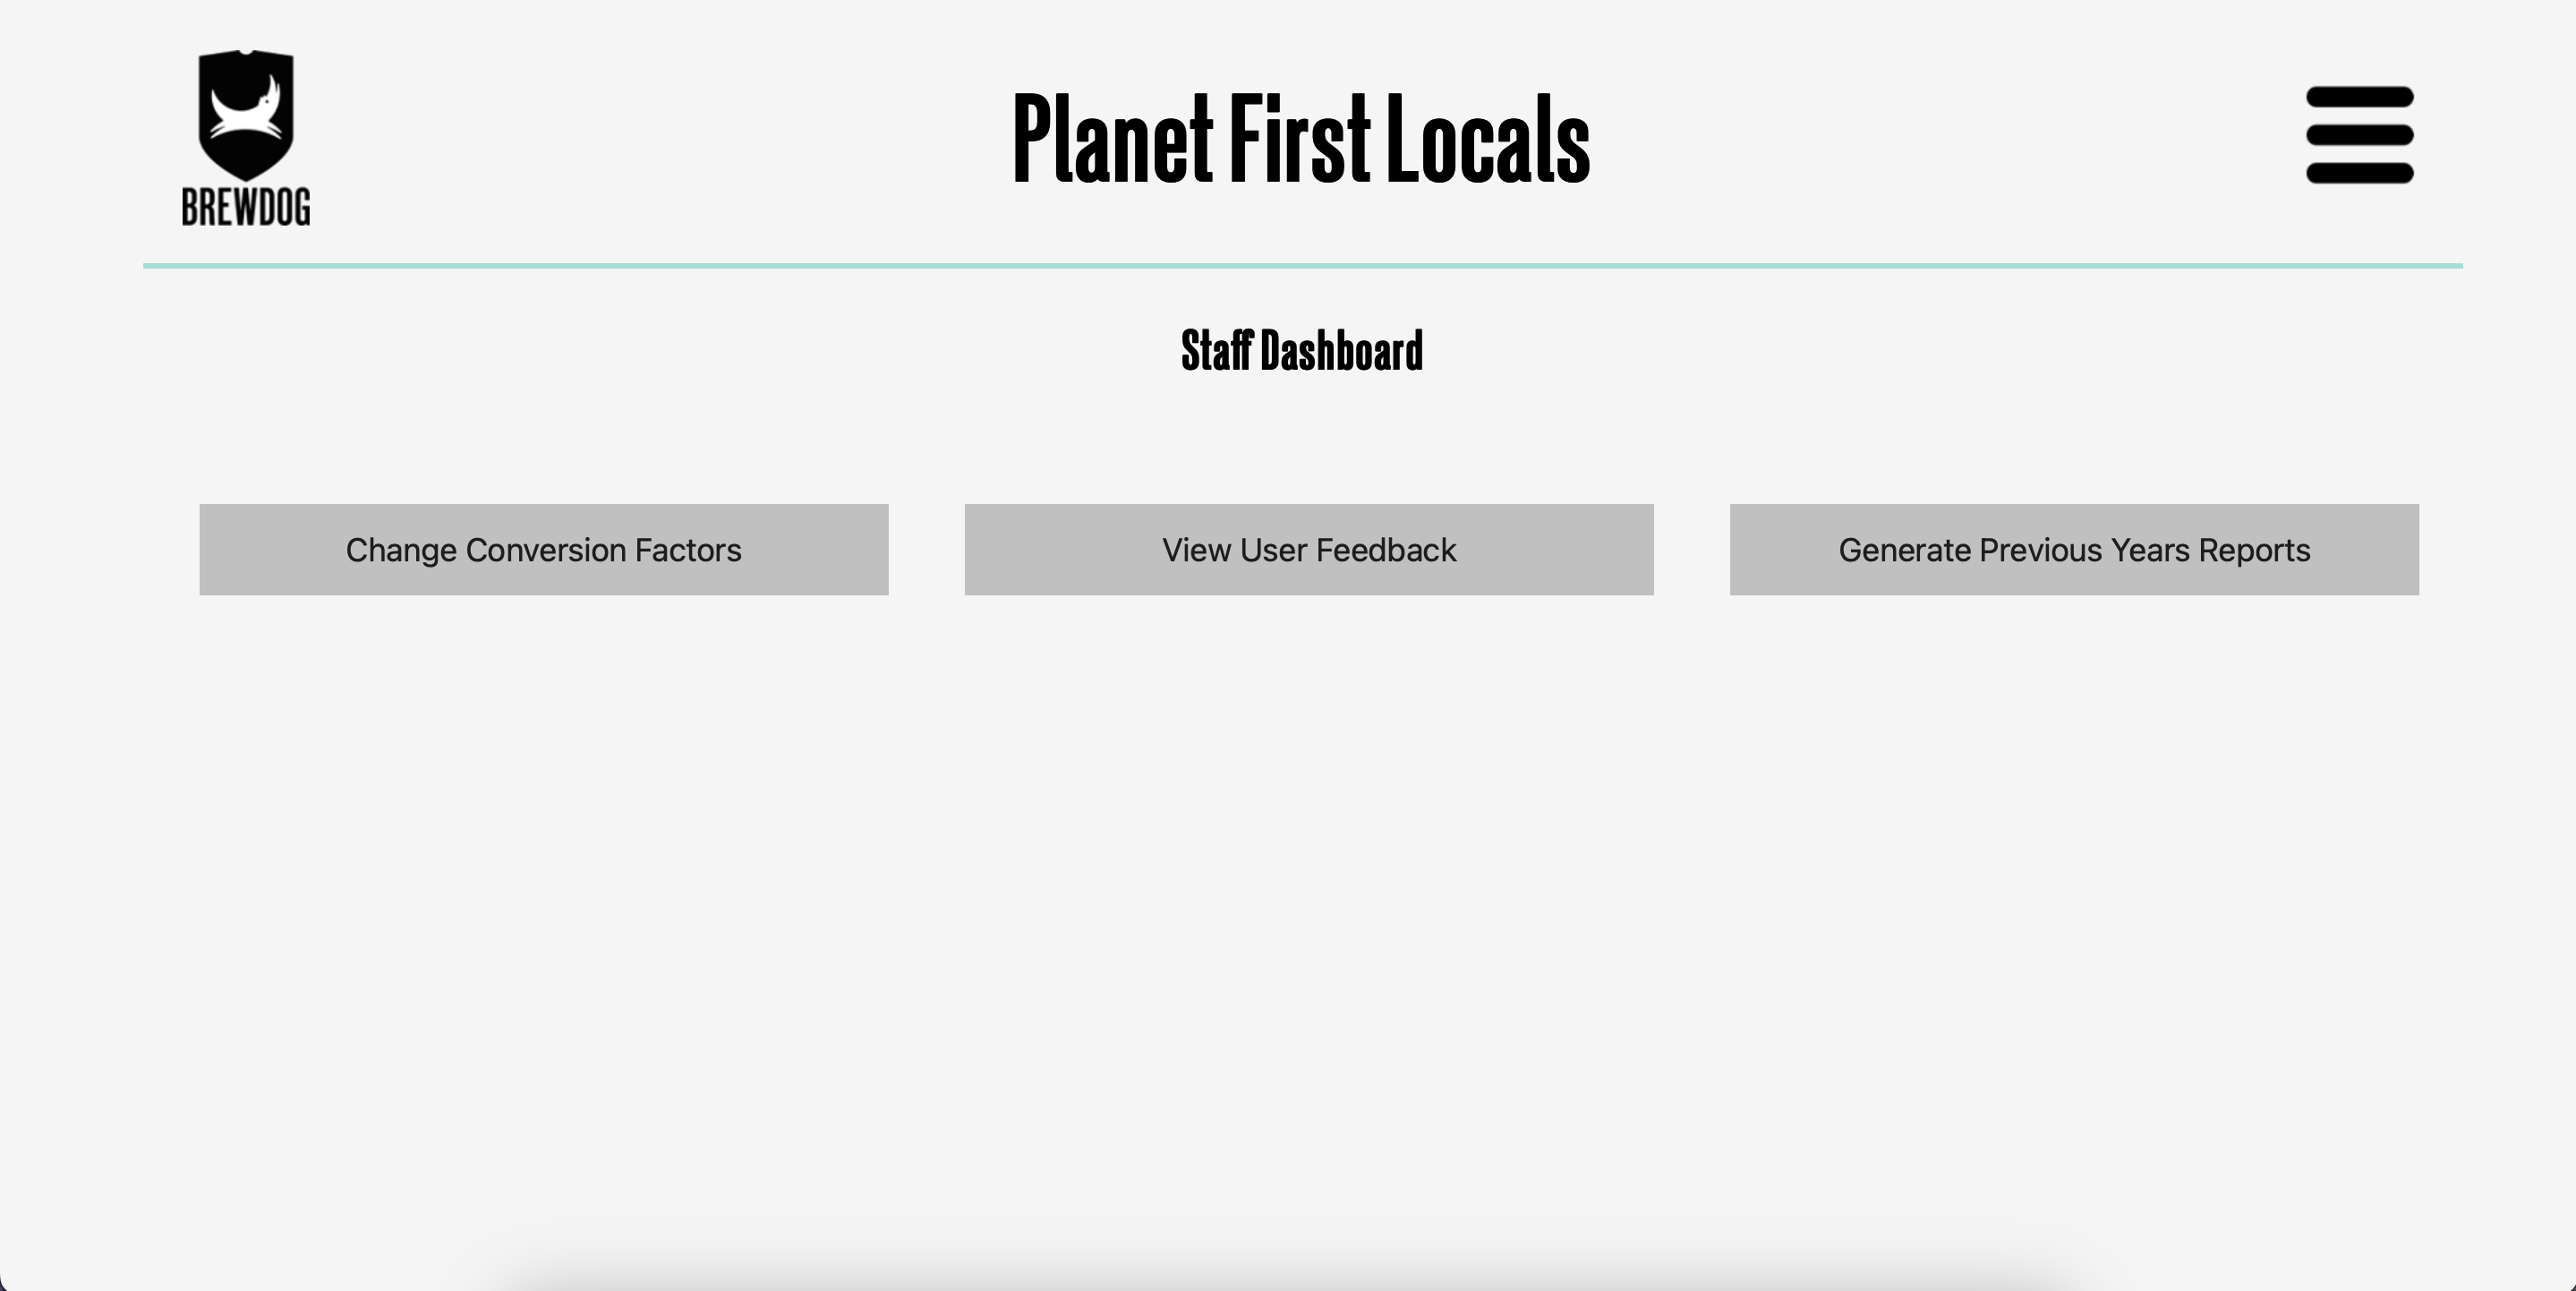 BREWDOG
Planet First Locals
Staff Dashboard
Change Conversion Factors
View User Feedback
Generate Previous Years Reports